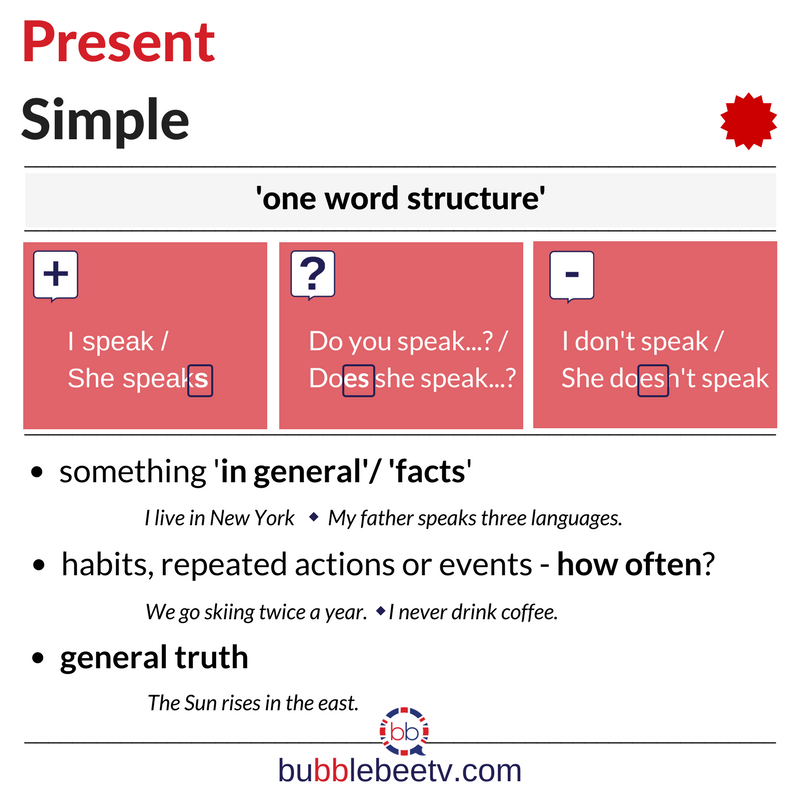 Present
Simple
'one word structure'
+
I speak /
She speaks
?
Do you speak...? /
Does she speak...?
-
I don't speak /
She doesn't speak
• something 'in general'/ 'facts'
I live in New York ◆ My father speaks three languages.
• habits, repeated actions or events - how often?
We go skiing twice a year. ◆ I never drink coffee.
• general truth
The Sun rises in the east.
bb
bubblebeetv.com